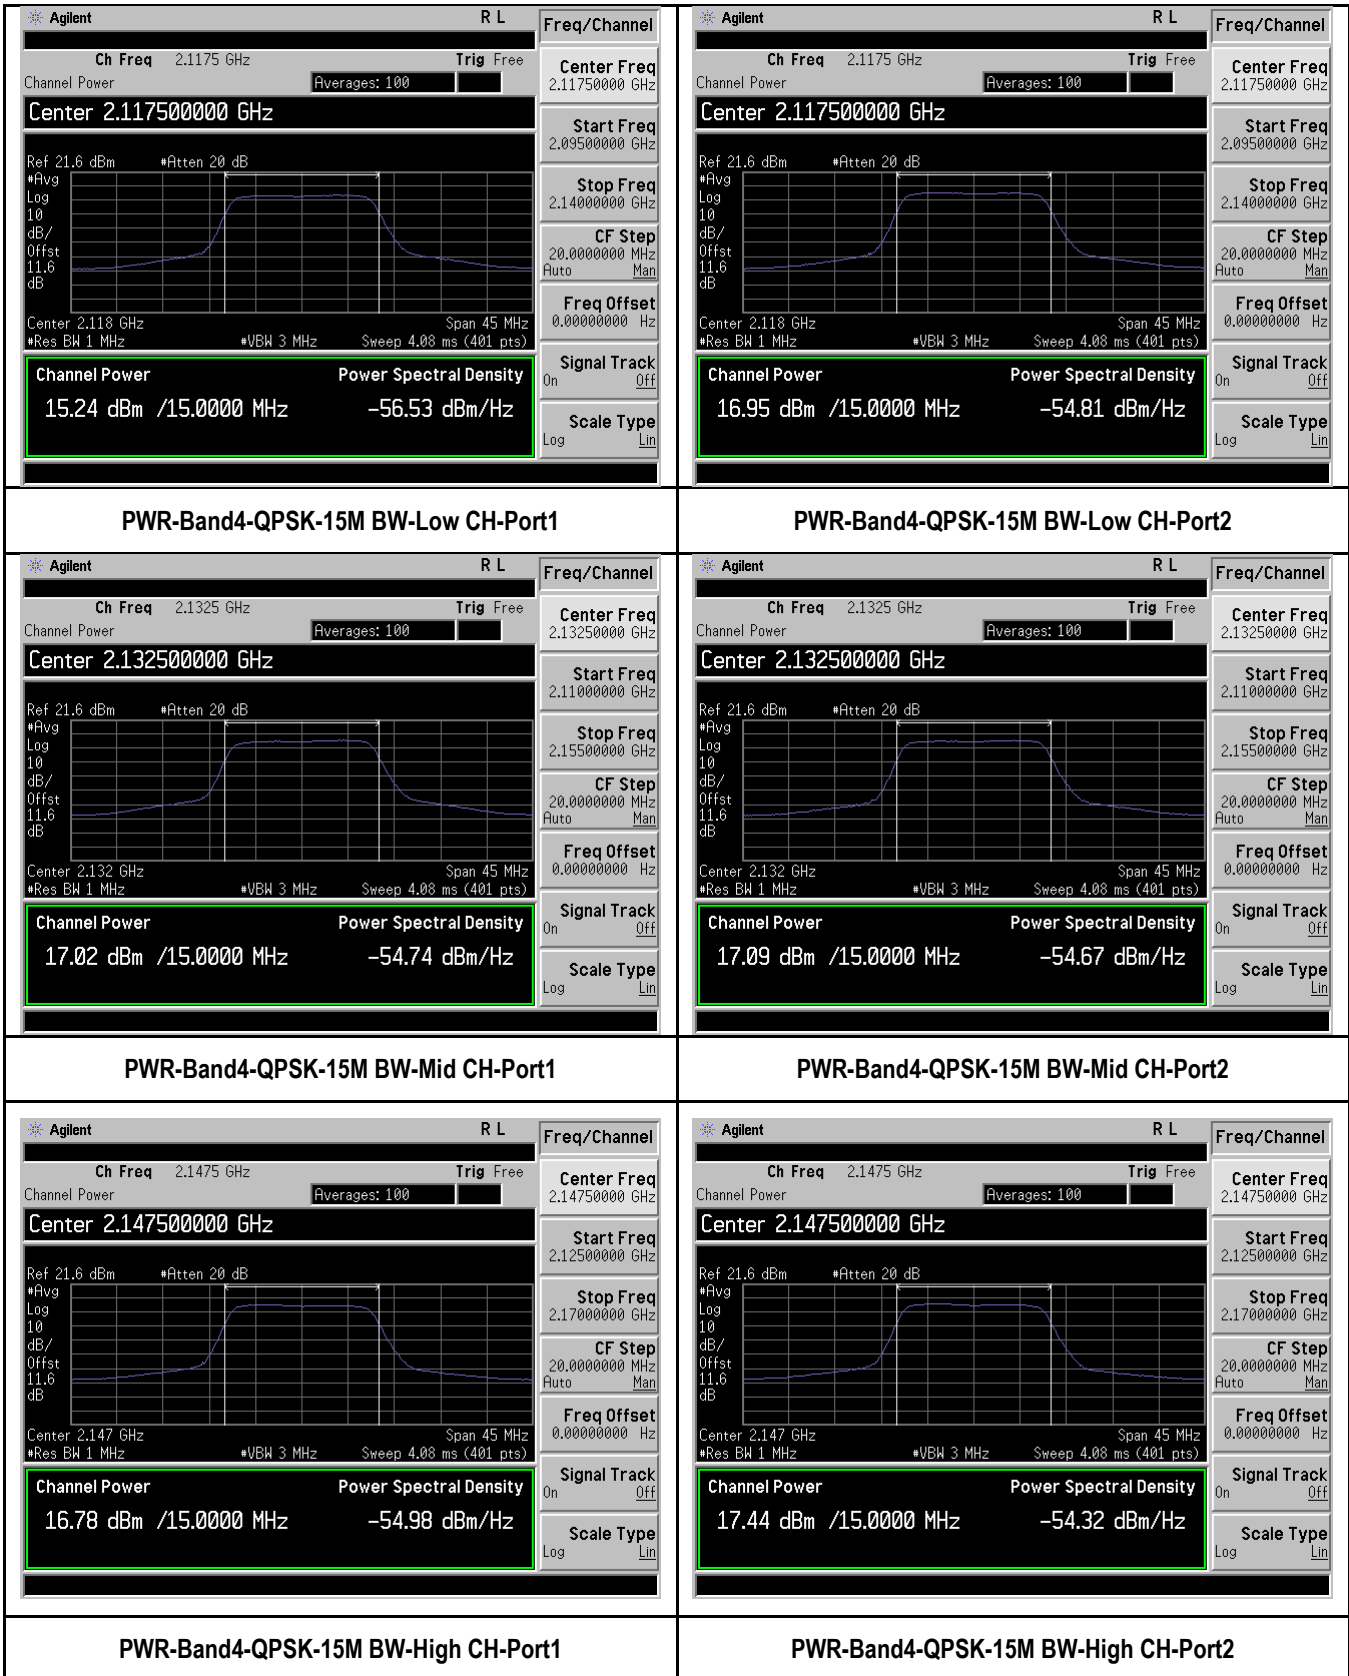 Agilent R L Freq/Channel
Ch Freq 2.1175 GHz Trig Free
Channel Power Averages: 100
Center 2.117500000 GHz
Ref 21.6 dBm #Atten 20 dB
#Avg
Log
10
dB/
Offst
11.6
dB
Center 2.118 GHz Span 45 MHz
#Res BW 1 MHz #VBW 3 MHz Sweep 4.08 ms (401 pts)
Channel Power Power Spectral Density
15.24 dBm /15.0000 MHz -56.53 dBm/Hz
Center Freq
2.11750000 GHz
Start Freq
2.09500000 GHz
Stop Freq
2.14000000 GHz
CF Step
20.0000000 MHz
Auto Man
Freq Offset
0.00000000 Hz
Signal Track
On Off
Scale Type
Log Lin
PWR-Band4-QPSK-15M BW-Low CH-Port1
Agilent R L Freq/Channel
Ch Freq 2.1175 GHz Trig Free
Channel Power Averages: 100
Center 2.117500000 GHz
Ref 21.6 dBm #Atten 20 dB
#Avg
Log
10
dB/
Offst
11.6
dB
Center 2.118 GHz Span 45 MHz
#Res BW 1 MHz #VBW 3 MHz Sweep 4.08 ms (401 pts)
Channel Power Power Spectral Density
16.95 dBm /15.0000 MHz -54.81 dBm/Hz
Center Freq
2.11750000 GHz
Start Freq
2.09500000 GHz
Stop Freq
2.14000000 GHz
CF Step
20.0000000 MHz
Auto Man
Freq Offset
0.00000000 Hz
Signal Track
On Off
Scale Type
Log Lin
PWR-Band4-QPSK-15M BW-Low CH-Port2
Agilent R L Freq/Channel
Ch Freq 2.1325 GHz Trig Free
Channel Power Averages: 100
Center 2.132500000 GHz
Ref 21.6 dBm #Atten 20 dB
#Avg
Log
10
dB/
Offst
11.6
dB
Center 2.132 GHz Span 45 MHz
#Res BW 1 MHz #VBW 3 MHz Sweep 4.08 ms (401 pts)
Channel Power Power Spectral Density
17.02 dBm /15.0000 MHz -54.74 dBm/Hz
Center Freq
2.13250000 GHz
Start Freq
2.11000000 GHz
Stop Freq
2.15500000 GHz
CF Step
20.0000000 MHz
Auto Man
Freq Offset
0.00000000 Hz
Signal Track
On Off
Scale Type
Log Lin
PWR-Band4-QPSK-15M BW-Mid CH-Port1
Agilent R L Freq/Channel
Ch Freq 2.1325 GHz Trig Free
Channel Power Averages: 100
Center 2.132500000 GHz
Ref 21.6 dBm #Atten 20 dB
#Avg
Log
10
dB/
Offst
11.6
dB
Center 2.132 GHz Span 45 MHz
#Res BW 1 MHz #VBW 3 MHz Sweep 4.08 ms (401 pts)
Channel Power Power Spectral Density
17.09 dBm /15.0000 MHz -54.67 dBm/Hz
Center Freq
2.13250000 GHz
Start Freq
2.11000000 GHz
Stop Freq
2.15500000 GHz
CF Step
20.0000000 MHz
Auto Man
Freq Offset
0.00000000 Hz
Signal Track
On Off
Scale Type
Log Lin
PWR-Band4-QPSK-15M BW-Mid CH-Port2
Agilent R L Freq/Channel
Ch Freq 2.1475 GHz Trig Free
Channel Power Averages: 100
Center 2.147500000 GHz
Ref 21.6 dBm #Atten 20 dB
#Avg
Log
10
dB/
Offst
11.6
dB
Center 2.147 GHz Span 45 MHz
#Res BW 1 MHz #VBW 3 MHz Sweep 4.08 ms (401 pts)
Channel Power Power Spectral Density
16.78 dBm /15.0000 MHz -54.98 dBm/Hz
Center Freq
2.14750000 GHz
Start Freq
2.12500000 GHz
Stop Freq
2.17000000 GHz
CF Step
20.0000000 MHz
Auto Man
Freq Offset
0.00000000 Hz
Signal Track
On Off
Scale Type
Log Lin
PWR-Band4-QPSK-15M BW-High CH-Port1
Agilent R L Freq/Channel
Ch Freq 2.1475 GHz Trig Free
Channel Power Averages: 100
Center 2.147500000 GHz
Ref 21.6 dBm #Atten 20 dB
#Avg
Log
10
dB/
Offst
11.6
dB
Center 2.147 GHz Span 45 MHz
#Res BW 1 MHz #VBW 3 MHz Sweep 4.08 ms (401 pts)
Channel Power Power Spectral Density
17.44 dBm /15.0000 MHz -54.32 dBm/Hz
Center Freq
2.14750000 GHz
Start Freq
2.12500000 GHz
Stop Freq
2.17000000 GHz
CF Step
20.0000000 MHz
Auto Man
Freq Offset
0.00000000 Hz
Signal Track
On Off
Scale Type
Log Lin
PWR-Band4-QPSK-15M BW-High CH-Port2